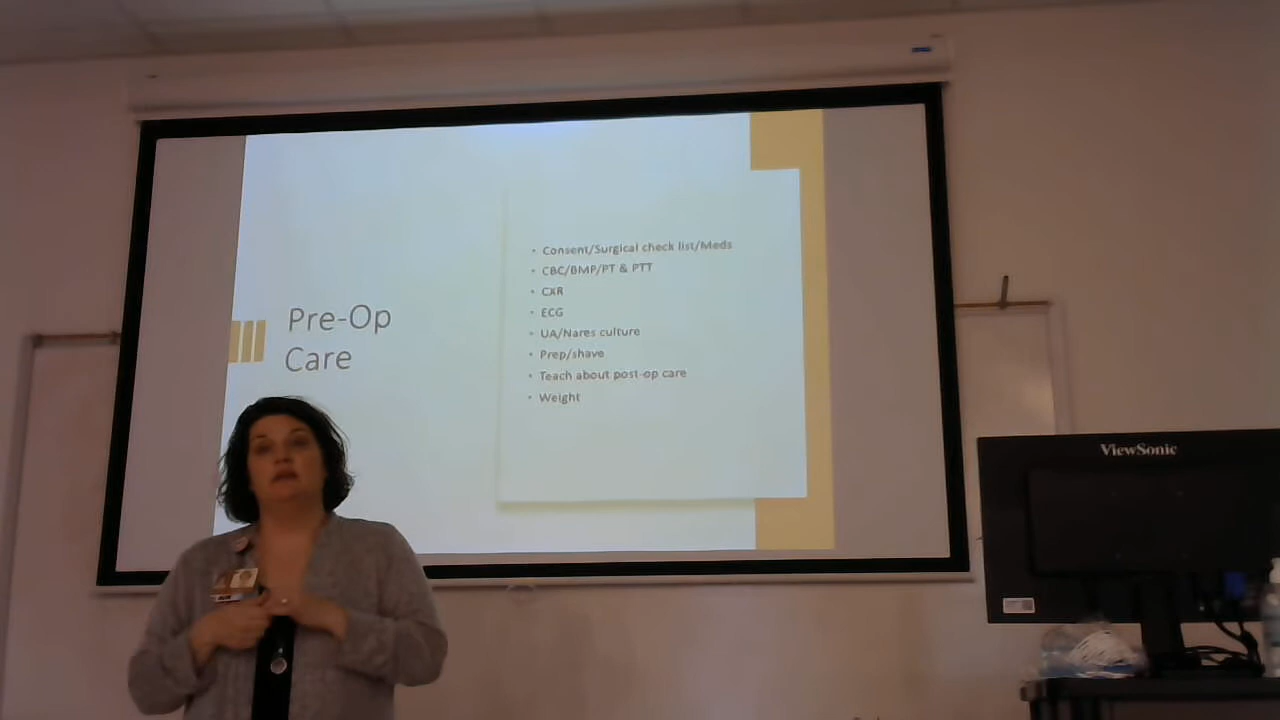 Pre-Op
Care
• Consent/Surgical check list/Meds
• CBC/BMP/PT & PTT
• CXR
• ECG
• UA/Nares culture
• Prep/shave
• Teach about post-op care
• Weight
ViewSonic